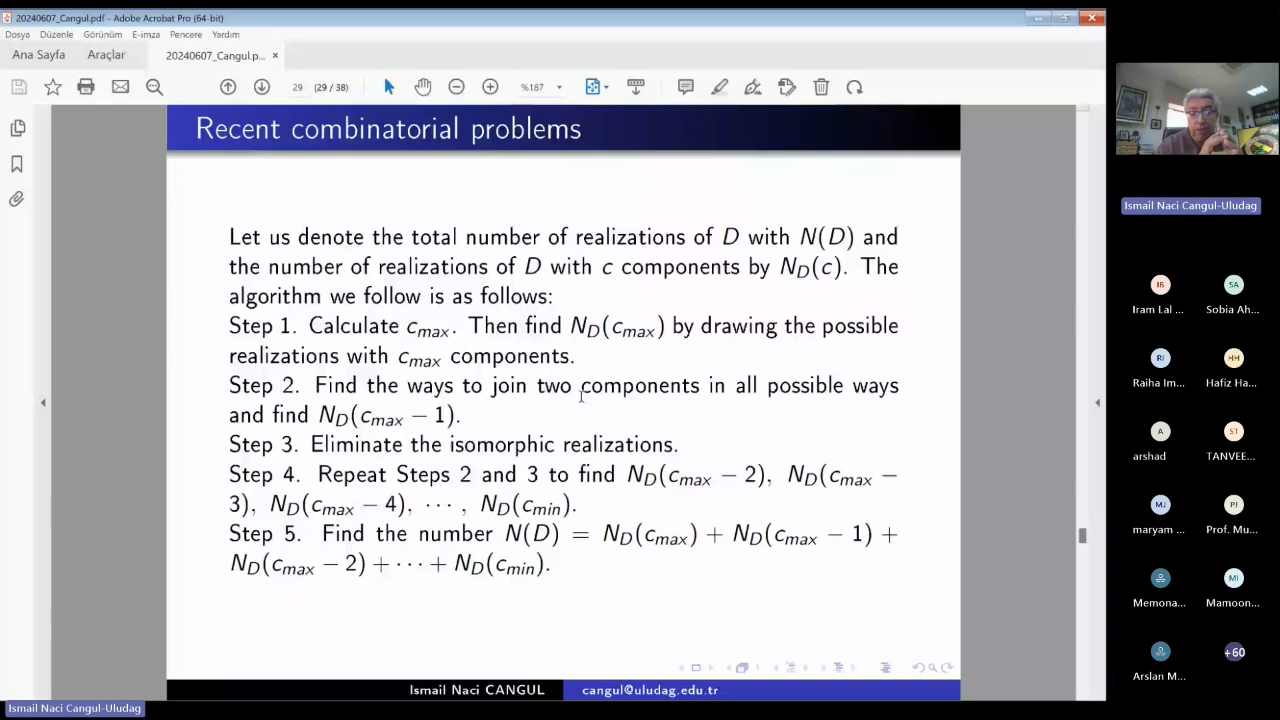 20240607_Cangul.pdf - Adobe Acrobat Pro (64-bit)
Dosya Düzenle Görünüm E-imza Pencere Yardım
Ana Sayfa Araçlar 20240607_Cangul.p... ×
29 (29 / 38) %187
Recent combinatorial problems
Let us denote the total number of realizations of D with N(D) and
the number of realizations of D with c components by N_D(c). The
algorithm we follow is as follows:
Step 1. Calculate c_max. Then find N_D(c_max) by drawing the possible
realizations with c_max components.
Step 2. Find the ways to join two components in all possible ways
and find N_D(c_max − 1).
Step 3. Eliminate the isomorphic realizations.
Step 4. Repeat Steps 2 and 3 to find N_D(c_max − 2), N_D(c_max −
3), N_D(c_max − 4), ⋯ , N_D(c_min).
Step 5. Find the number N(D) = N_D(c_max) + N_D(c_max − 1) +
N_D(c_max − 2) + ⋯ + N_D(c_min).
Ismail Naci CANGUL cangul@uludag.edu.tr
Ismail Naci Cangul-Uludag
Ismail Naci Cangul-Uludag
IB SA
Iram Lal ... Sobia Ah...
RI HH
Raiha Im... Hafiz Ha...
A ST
arshad TANVEE...
MJ PJ
maryam ... Prof. Mu...
MI
Memona... Mamoon...
+60
Arslan M...